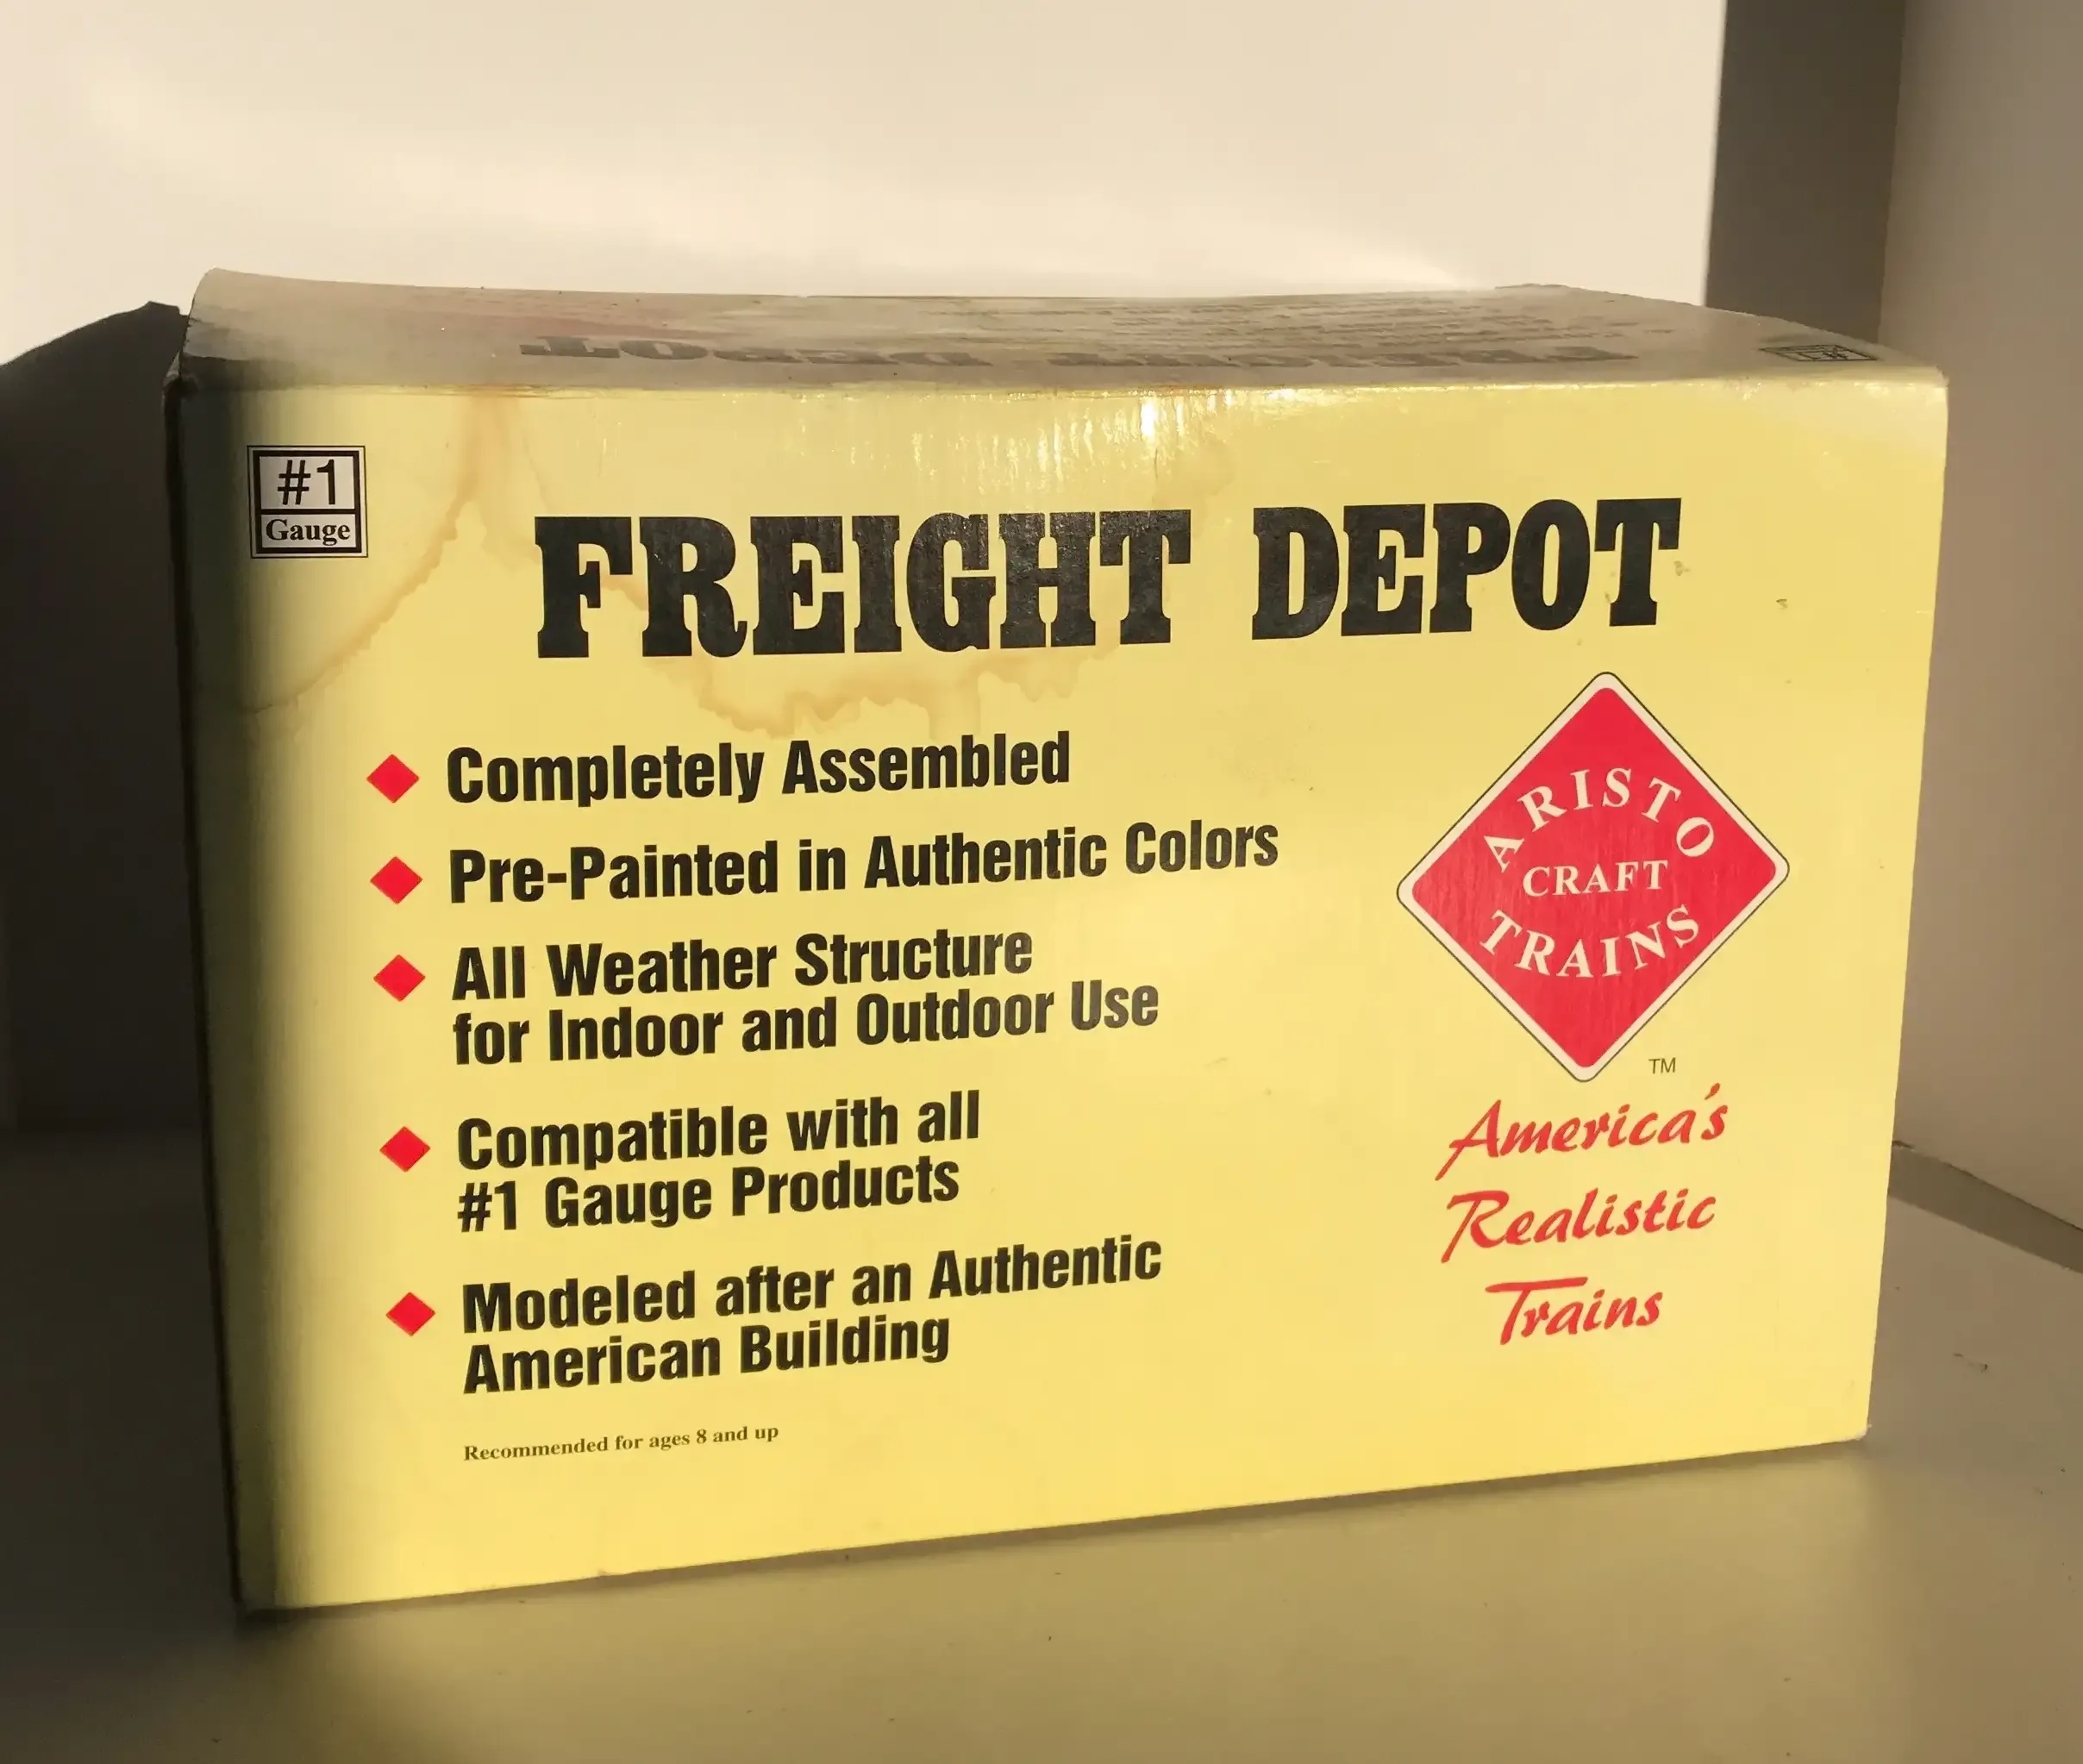 FREIGHT DEPOT
#1
Gauge
FREIGHT DEPOT
Completely Assembled
Pre-Painted in Authentic Colors
All Weather Structure
for Indoor and Outdoor Use
Compatible with all
#1 Gauge Products
Modeled after an Authentic
American Building
Recommended for ages 8 and up
ARISTO
CRAFT
TRAINS
TM
America's
Realistic
Trains